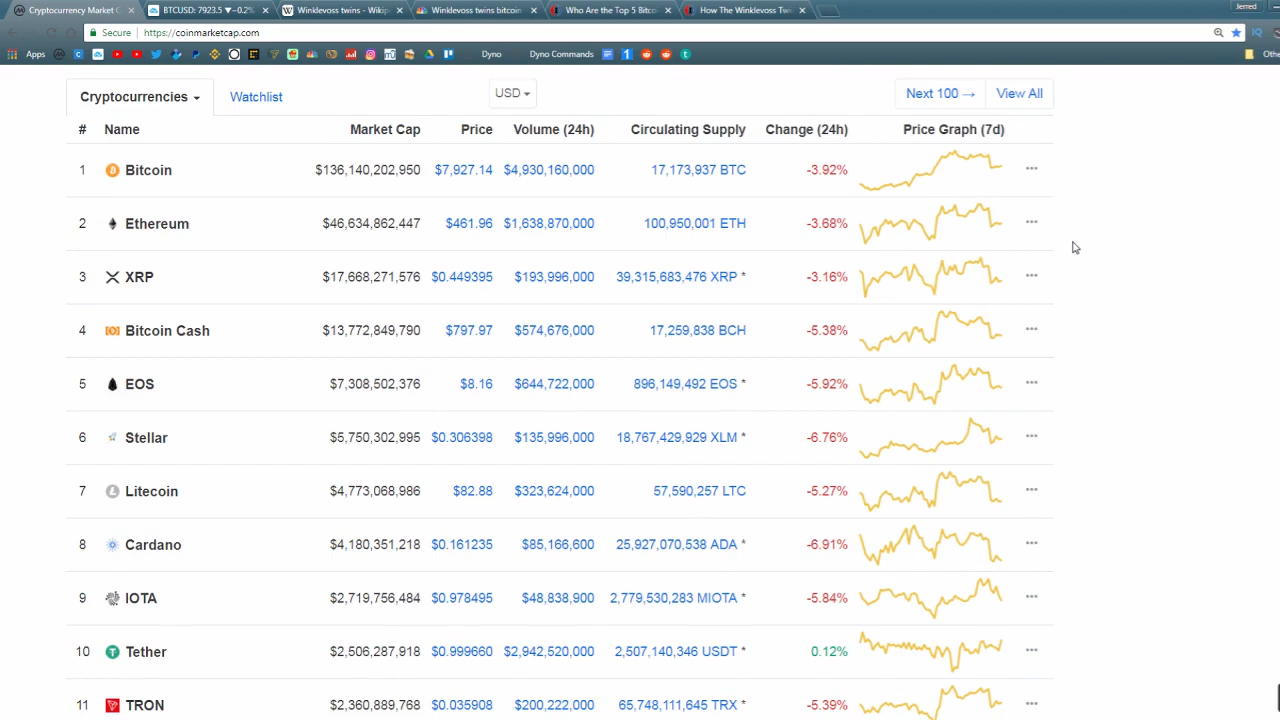 Cryptocurrency Market C BTCUSD: 7923.5 ▼−0.2% Winklevoss twins - Wikip Winklevoss twins bitcoin Who Are the Top 5 Bitco How The Winklevoss Tw Jerred
Secure https://coinmarketcap.com
Apps Dyno Dyno Commands Othe
Cryptocurrencies Watchlist USD Next 100 → View All
# Name Market Cap Price Volume (24h) Circulating Supply Change (24h) Price Graph (7d)
1 Bitcoin $136,140,202,950 $7,927.14 $4,930,160,000 17,173,937 BTC -3.92%
2 Ethereum $46,634,862,447 $461.96 $1,638,870,000 100,950,001 ETH -3.68%
3 XRP $17,668,271,576 $0.449395 $193,996,000 39,315,683,476 XRP * -3.16%
4 Bitcoin Cash $13,772,849,790 $797.97 $574,676,000 17,259,838 BCH -5.38%
5 EOS $7,308,502,376 $8.16 $644,722,000 896,149,492 EOS * -5.92%
6 Stellar $5,750,302,995 $0.306398 $135,996,000 18,767,429,929 XLM * -6.76%
7 Litecoin $4,773,068,986 $82.88 $323,624,000 57,590,257 LTC -5.27%
8 Cardano $4,180,351,218 $0.161235 $85,166,600 25,927,070,538 ADA * -6.91%
9 IOTA $2,719,756,484 $0.978495 $48,838,900 2,779,530,283 MIOTA * -5.84%
10 Tether $2,506,287,918 $0.999660 $2,942,520,000 2,507,140,346 USDT * 0.12%
11 TRON $2,360,889,768 $0.035908 $200,222,000 65,748,111,645 TRX * -5.39%